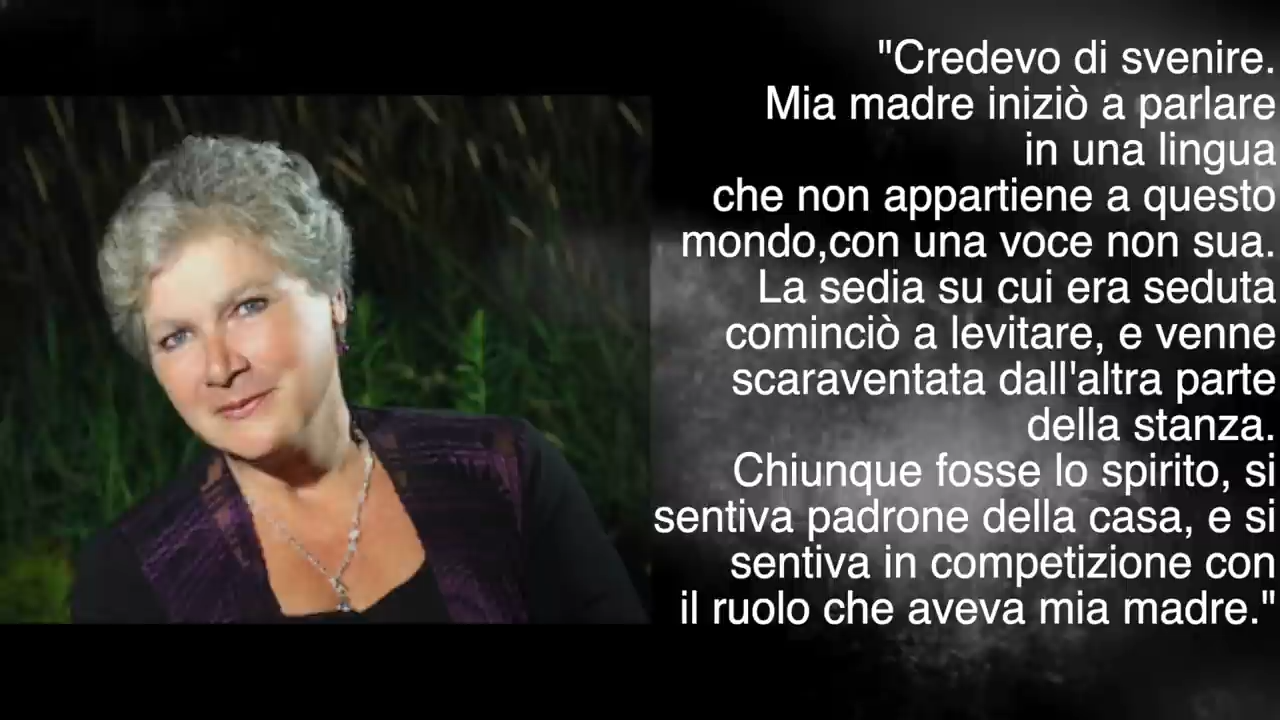 "Credevo di svenire.
Mia madre iniziò a parlare
in una lingua
che non appartiene a questo
mondo,con una voce non sua.
La sedia su cui era seduta
cominciò a levitare, e venne
scaraventata dall'altra parte
della stanza.
Chiunque fosse lo spirito, si
sentiva padrone della casa, e si
sentiva in competizione con
il ruolo che aveva mia madre."